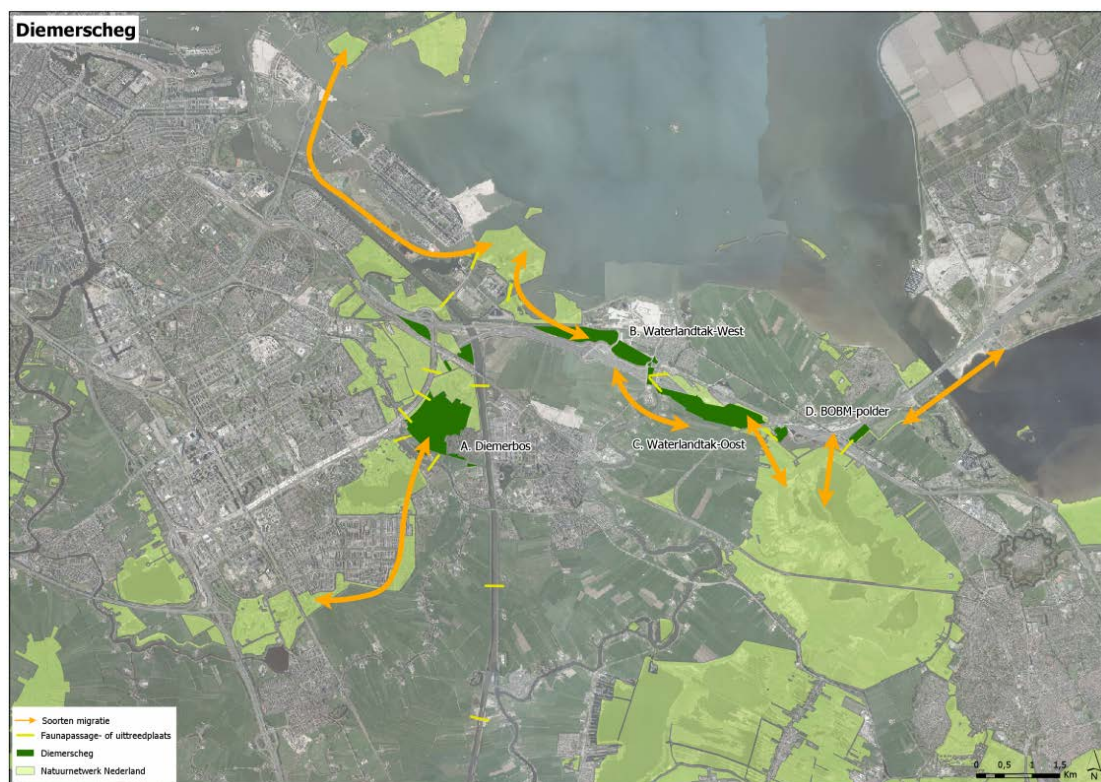 Diemerscheg
B. Waterlandtak-West
D. BOBM-polder
C. Waterlandtak-Oost
A. Diemerbos
Soorten migratie
Faunapassage- of uittreedplaats
Diemerscheg
Natuurnetwerk Nederland
0 0,5 1 1,5
Km
N